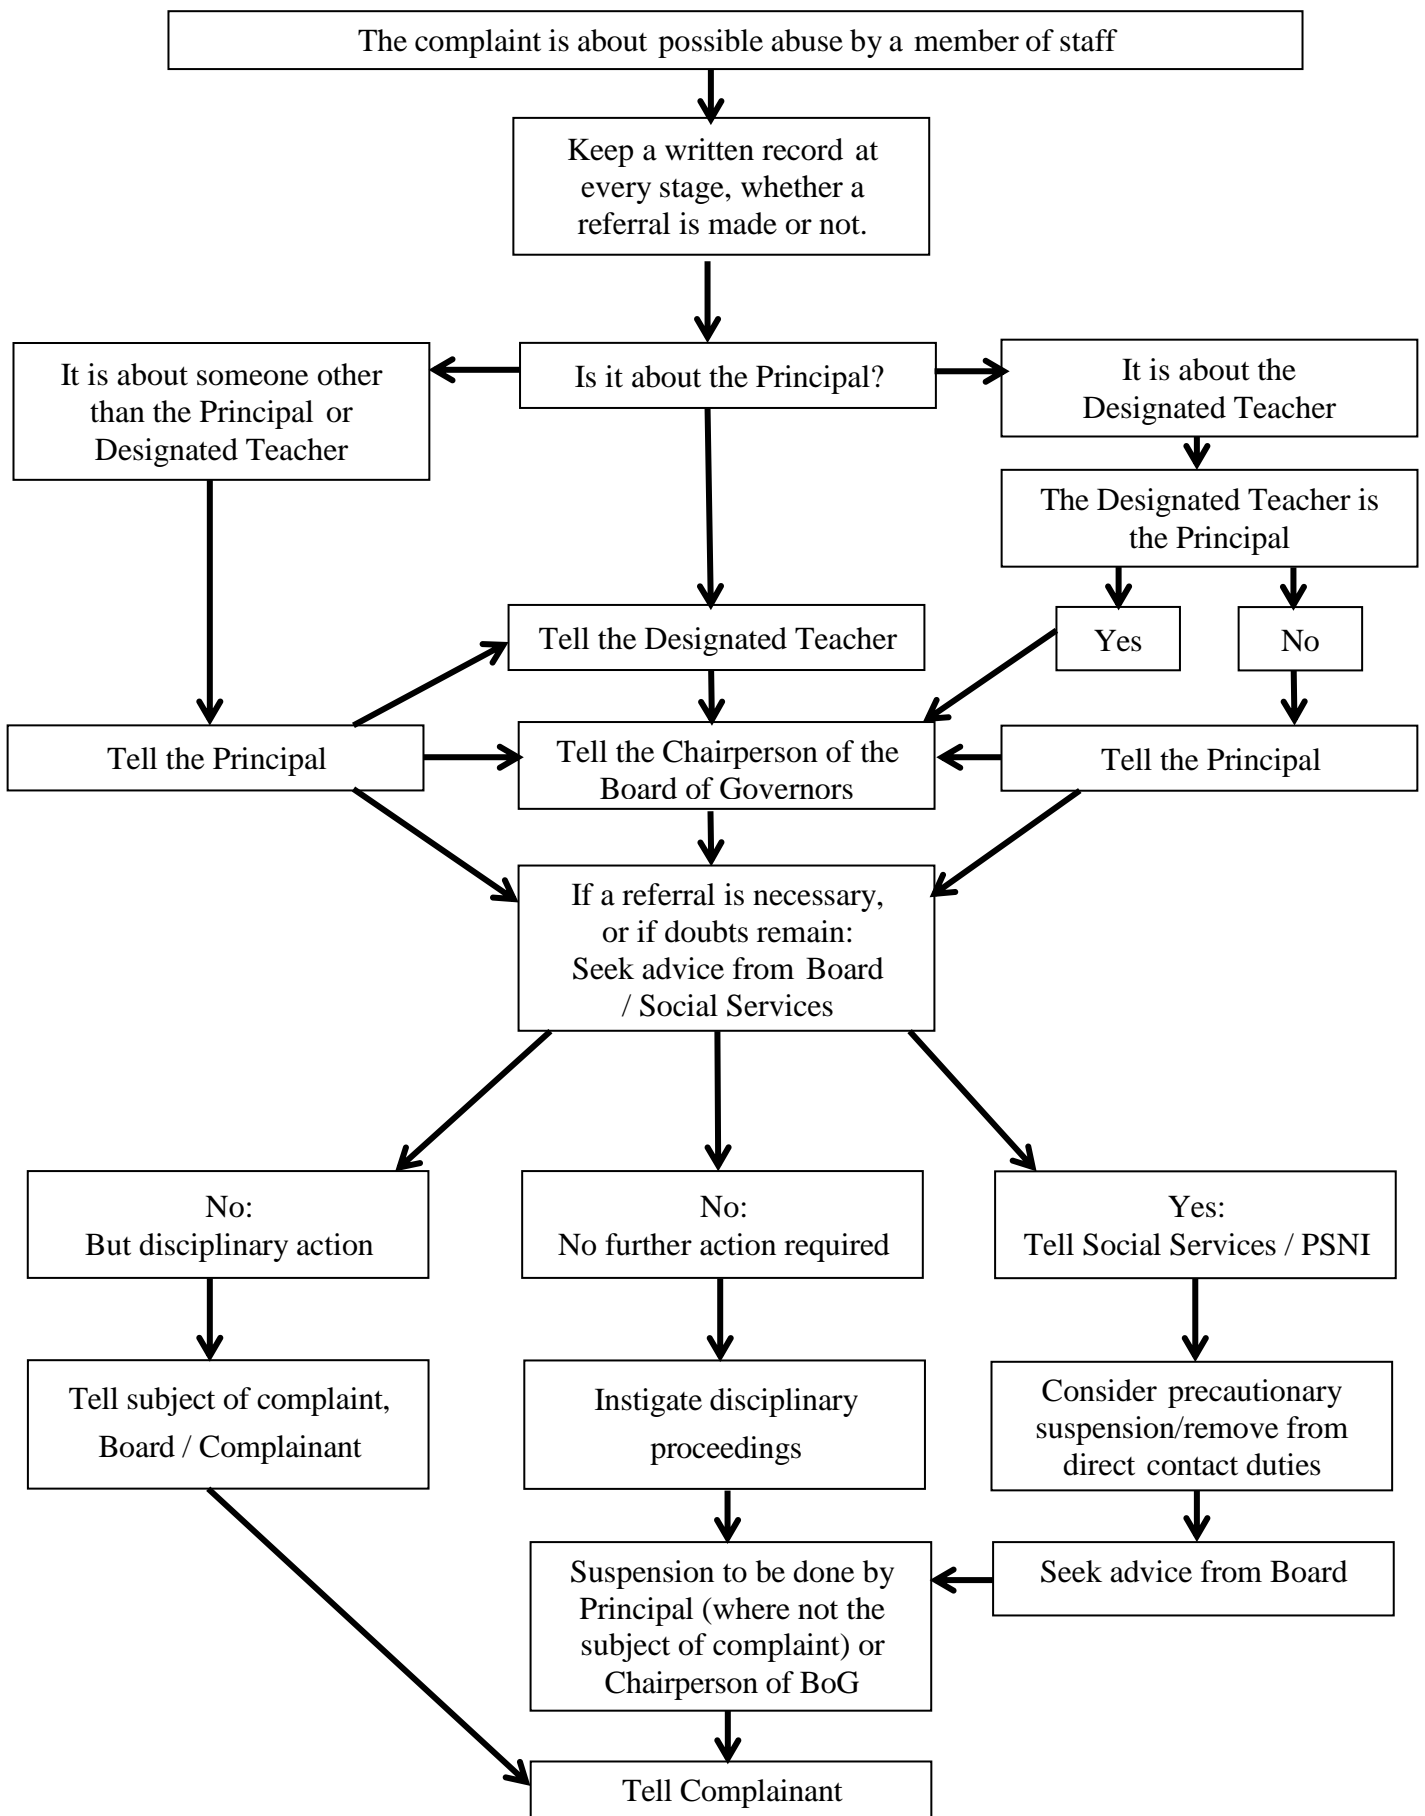 The complaint is about possible abuse by a member of staff
Keep a written record at
every stage, whether a
referral is made or not.
It is about someone other
than the Principal or
Designated Teacher
Is it about the Principal?
It is about the
Designated Teacher
The Designated Teacher is
the Principal
Tell the Designated Teacher
Yes
No
Tell the Principal
Tell the Chairperson of the
Board of Governors
Tell the Principal
If a referral is necessary,
or if doubts remain:
Seek advice from Board
/ Social Services
No:
But disciplinary action
No:
No further action required
Yes:
Tell Social Services / PSNI
Tell subject of complaint,
Board / Complainant
Instigate disciplinary
proceedings
Consider precautionary
suspension/remove from
direct contact duties
Suspension to be done by
Principal (where not the
subject of complaint) or
Chairperson of BoG
Seek advice from Board
Tell Complainant